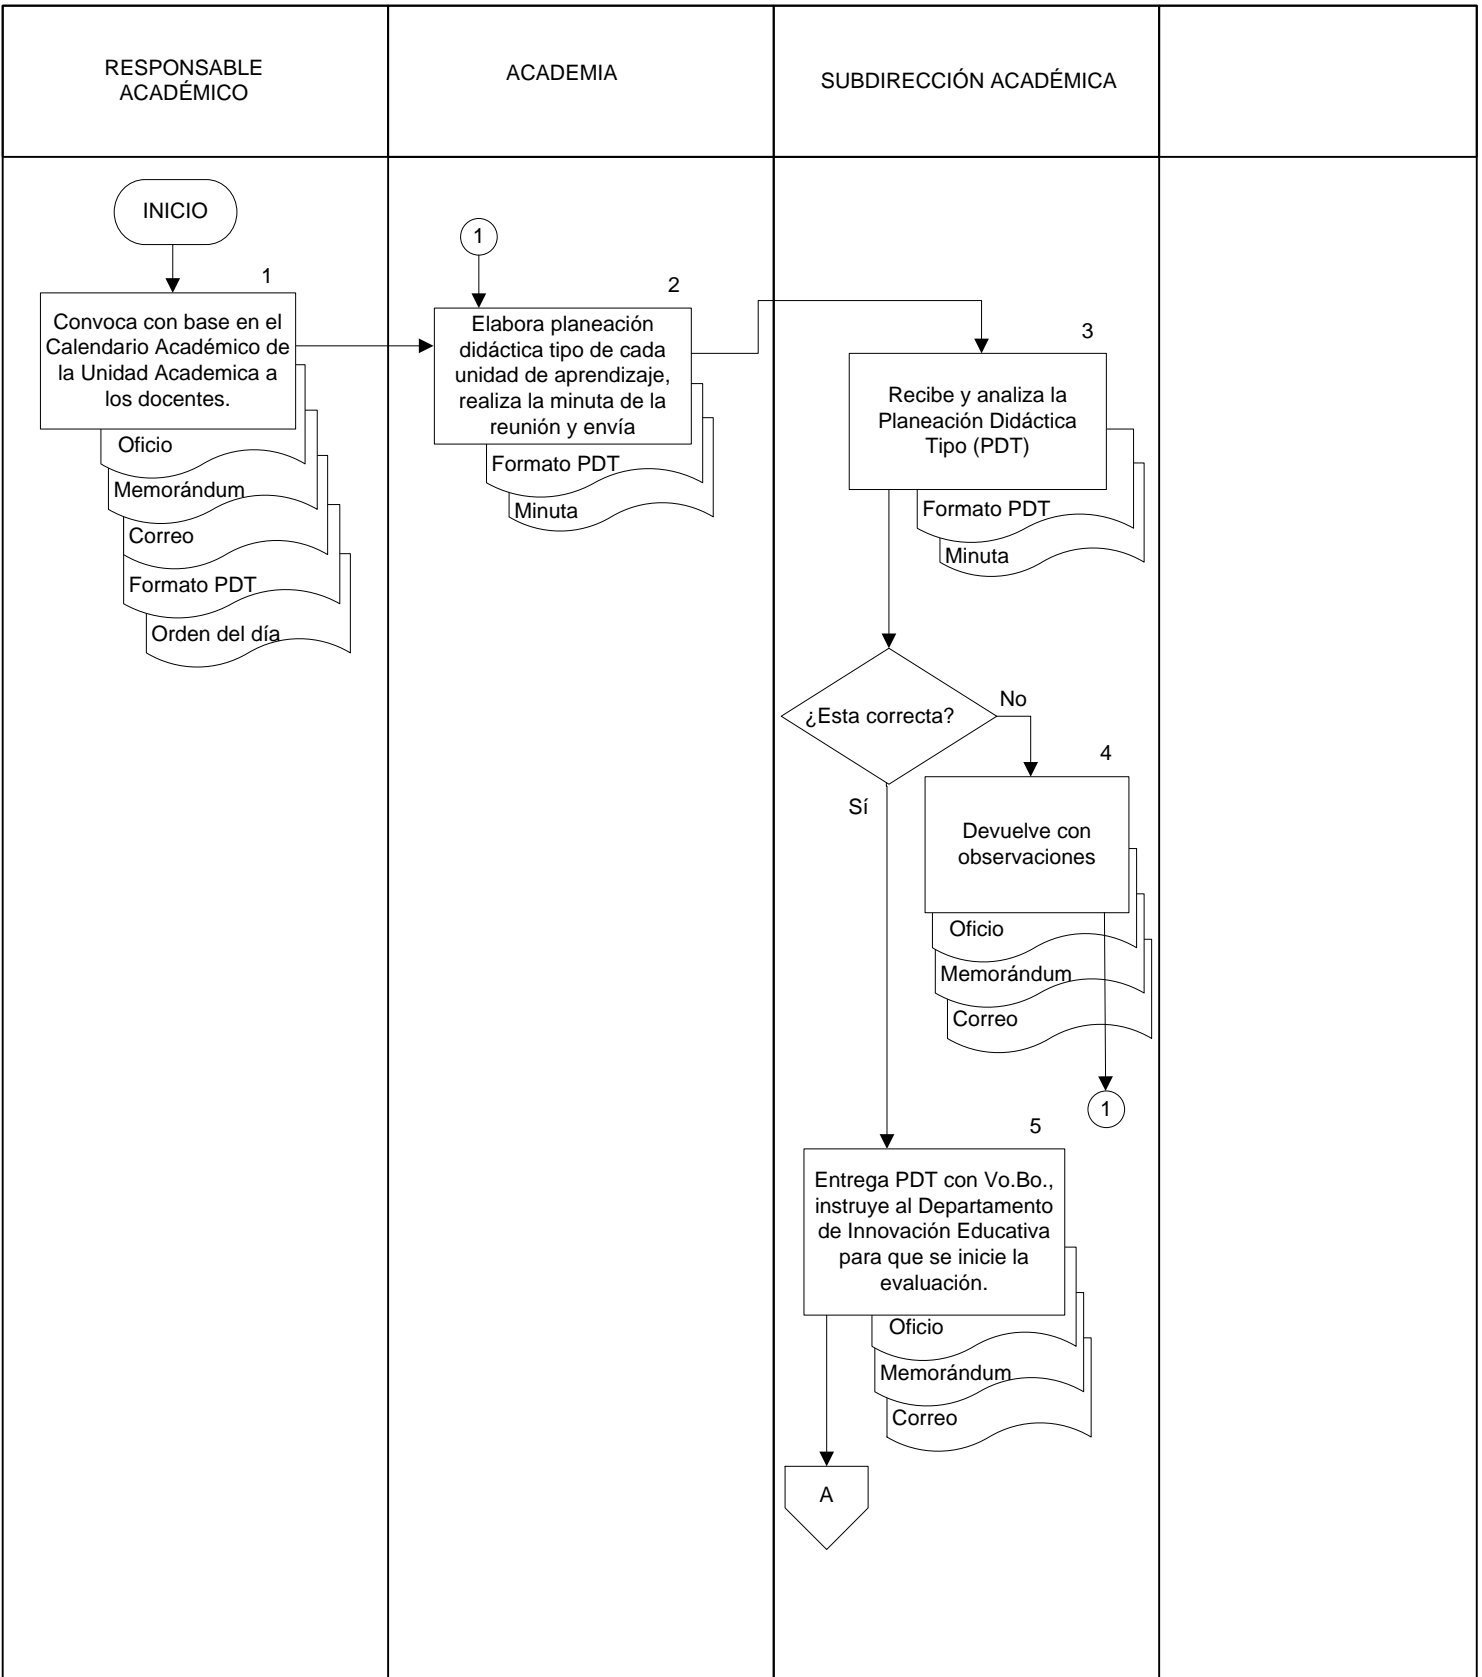 RESPONSABLE
ACADÉMICO
ACADEMIA
SUBDIRECCIÓN ACADÉMICA
INICIO
1
Convoca con base en el
Calendario Académico de
la Unidad Academica a
los docentes.
Oficio
Memorándum
Correo
Formato PDT
Orden del día
1
2
Elabora planeación
didáctica tipo de cada
unidad de aprendizaje,
realiza la minuta de la
reunión y envía
Formato PDT
Minuta
3
Recibe y analiza la
Planeación Didáctica
Tipo (PDT)
Formato PDT
Minuta
¿Esta correcta?
No
Sí
4
Devuelve con
observaciones
Oficio
Memorándum
Correo
1
5
Entrega PDT con Vo.Bo.,
instruye al Departamento
de Innovación Educativa
para que se inicie la
evaluación.
Oficio
Memorándum
Correo
A